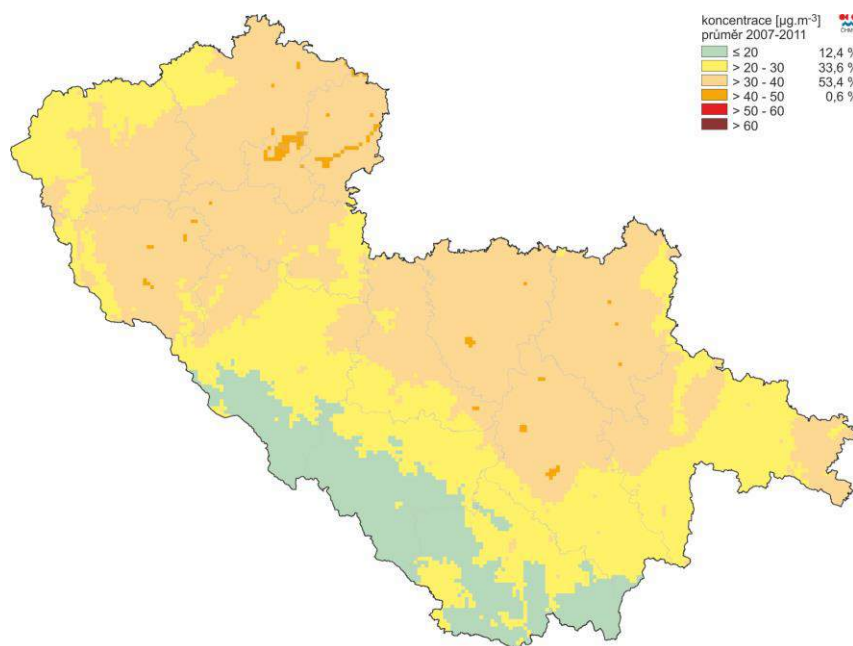 koncentrace [µg.m-3]
průměr 2007-2011
≤ 20 12,4 %
> 20 - 30 33,6 %
> 30 - 40 53,4 %
> 40 - 50 0,6 %
> 50 - 60
> 60